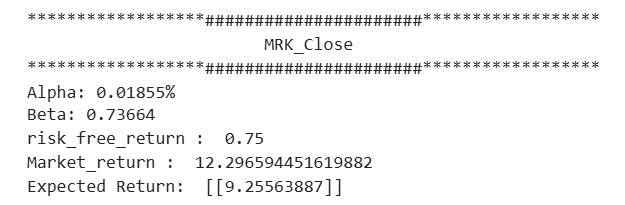 ******************######################******************
MRK_Close
******************######################******************
Alpha: 0.01855%
Beta: 0.73664
risk_free_return :  0.75
Market_return :  12.296594451619882
Expected Return:  [[9.25563887]]